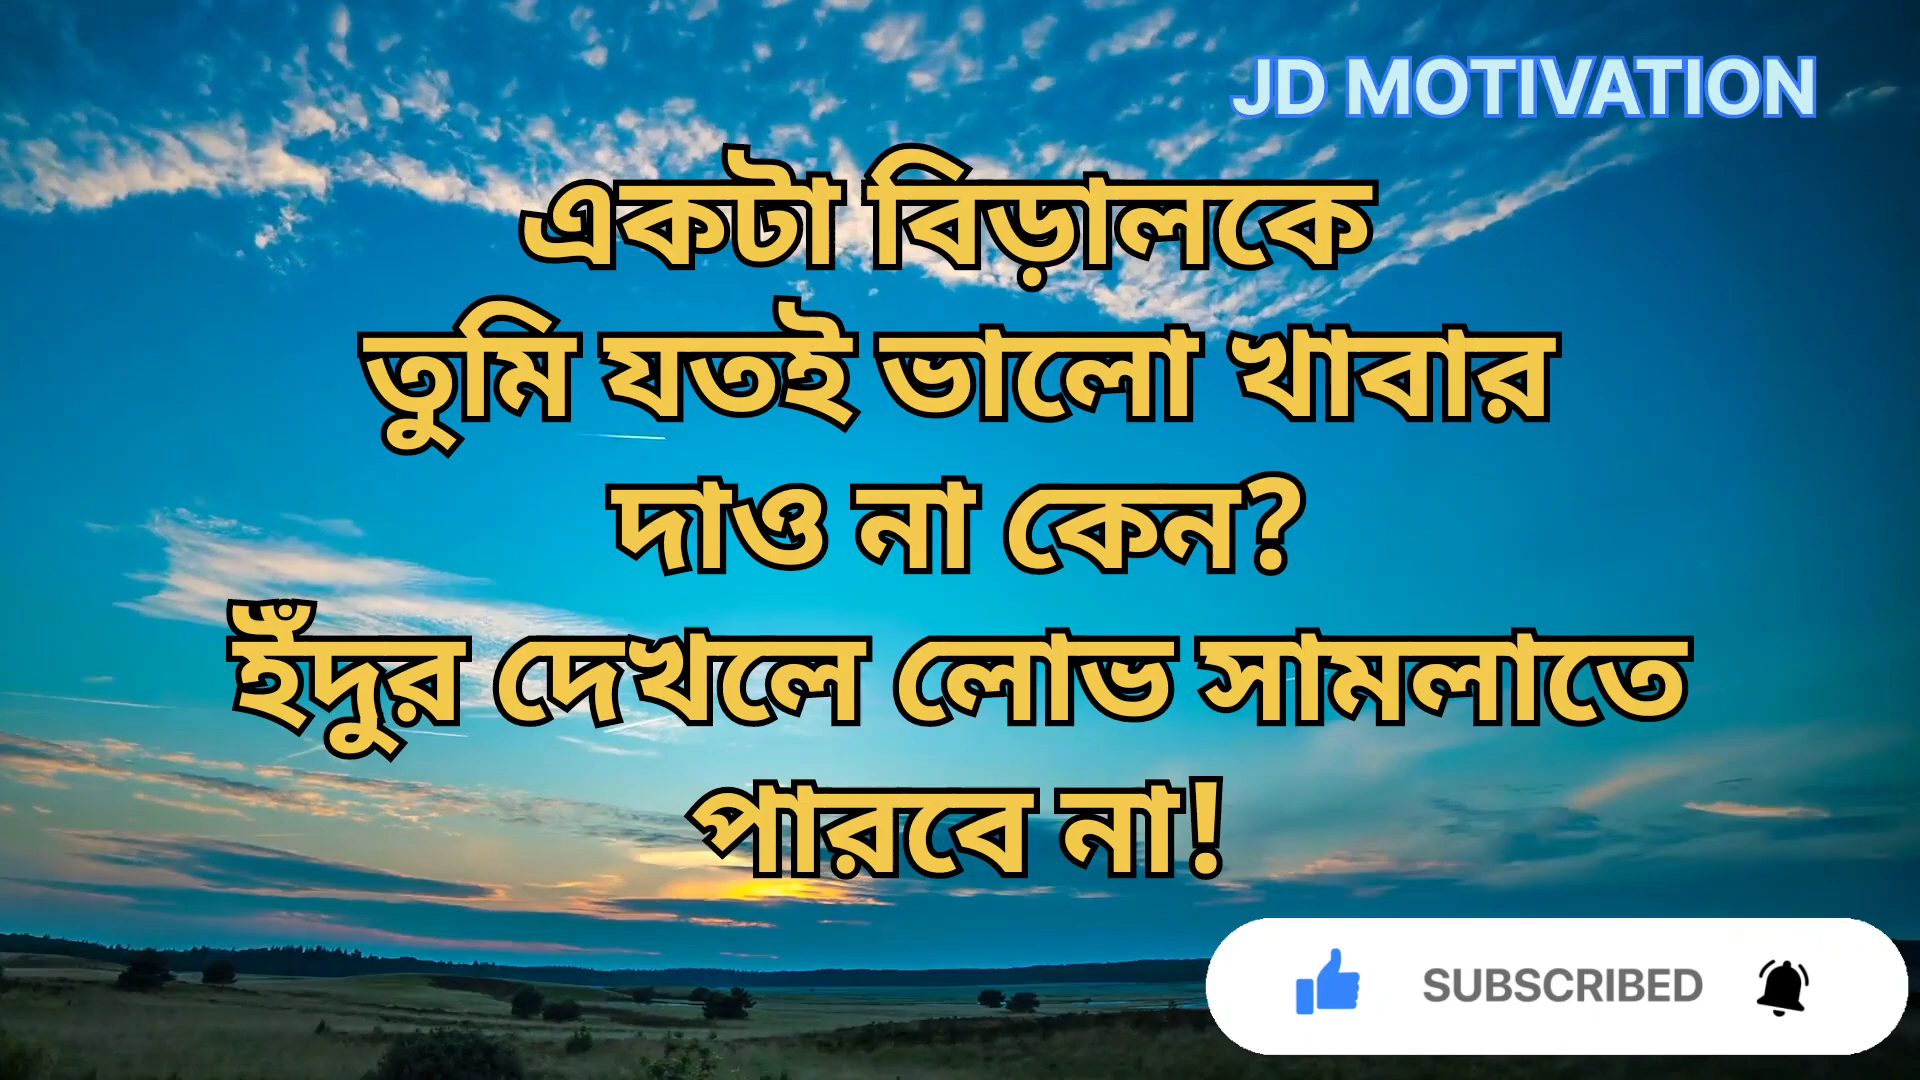 JD MOTIVATION
একটা বিড়ালকে
তুমি যতই ভালো খাবার
দাও না কেন?
ইঁদুর দেখলে লোভ সামলাতে
পারবে না!
SUBSCRIBED